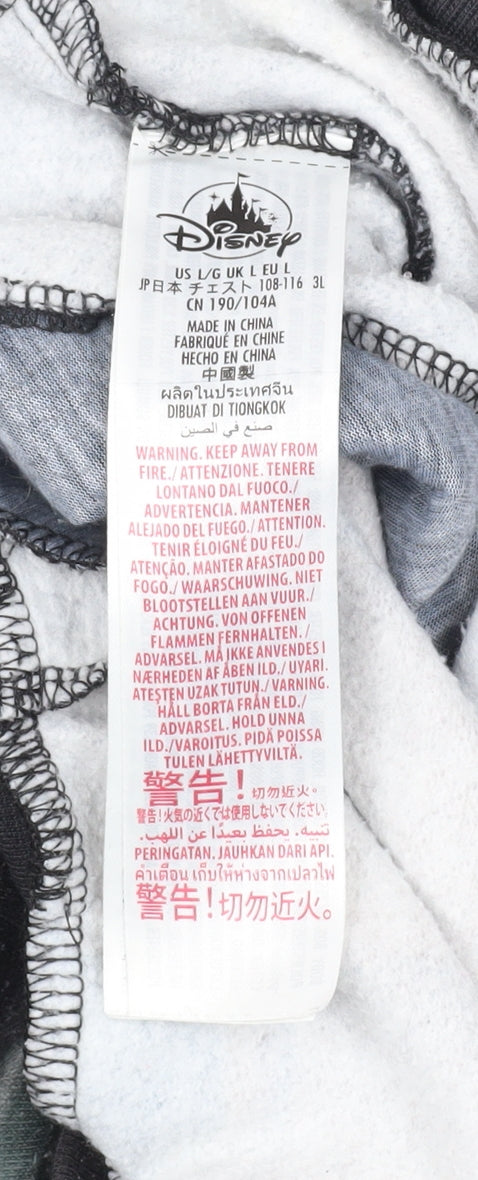 Disney
US L/G UK L EU L
JP日本 チェスト 108-116 3L
CN 190/104A
MADE IN CHINA
FABRIQUÉ EN CHINE
HECHO EN CHINA
中國製
ผลิตในประเทศจีน
DIBUAT DI TIONGKOK
صنع في الصين
WARNING. KEEP AWAY FROM
FIRE./ ATTENZIONE. TENERE
LONTANO DAL FUOCO./
ADVERTENCIA. MANTENER
ALEJADO DEL FUEGO./ ATTENTION.
TENIR ÉLOIGNÉ DU FEU./
ATENÇÃO. MANTER AFASTADO DO
FOGO./ WAARSCHUWING. NIET
BLOOTSTELLEN AAN VUUR./
ACHTUNG. VON OFFENEN
FLAMMEN FERNHALTEN. /
ADVARSEL. MÅ IKKE ANVENDES I
NÆRHEDEN AF ÅBEN ILD./ UYARI.
ATEŞTEN UZAK TUTUN./ VARNING.
HÅLL BORTA FRÅN ELD./
ADVARSEL. HOLD UNNA
ILD./VAROITUS. PIDÄ POISSA
TULEN LÄHETTYVILTÄ.
警告! 切勿近火。
警告!火気の近くでは使用しないでください。
تنبيه. يحفظ بعيدًا عن اللهب.
PERINGATAN. JAUHKAN DARI API.
คำเตือน เก็บให้ห่างจากเปลวไฟ
警告!切勿近火。